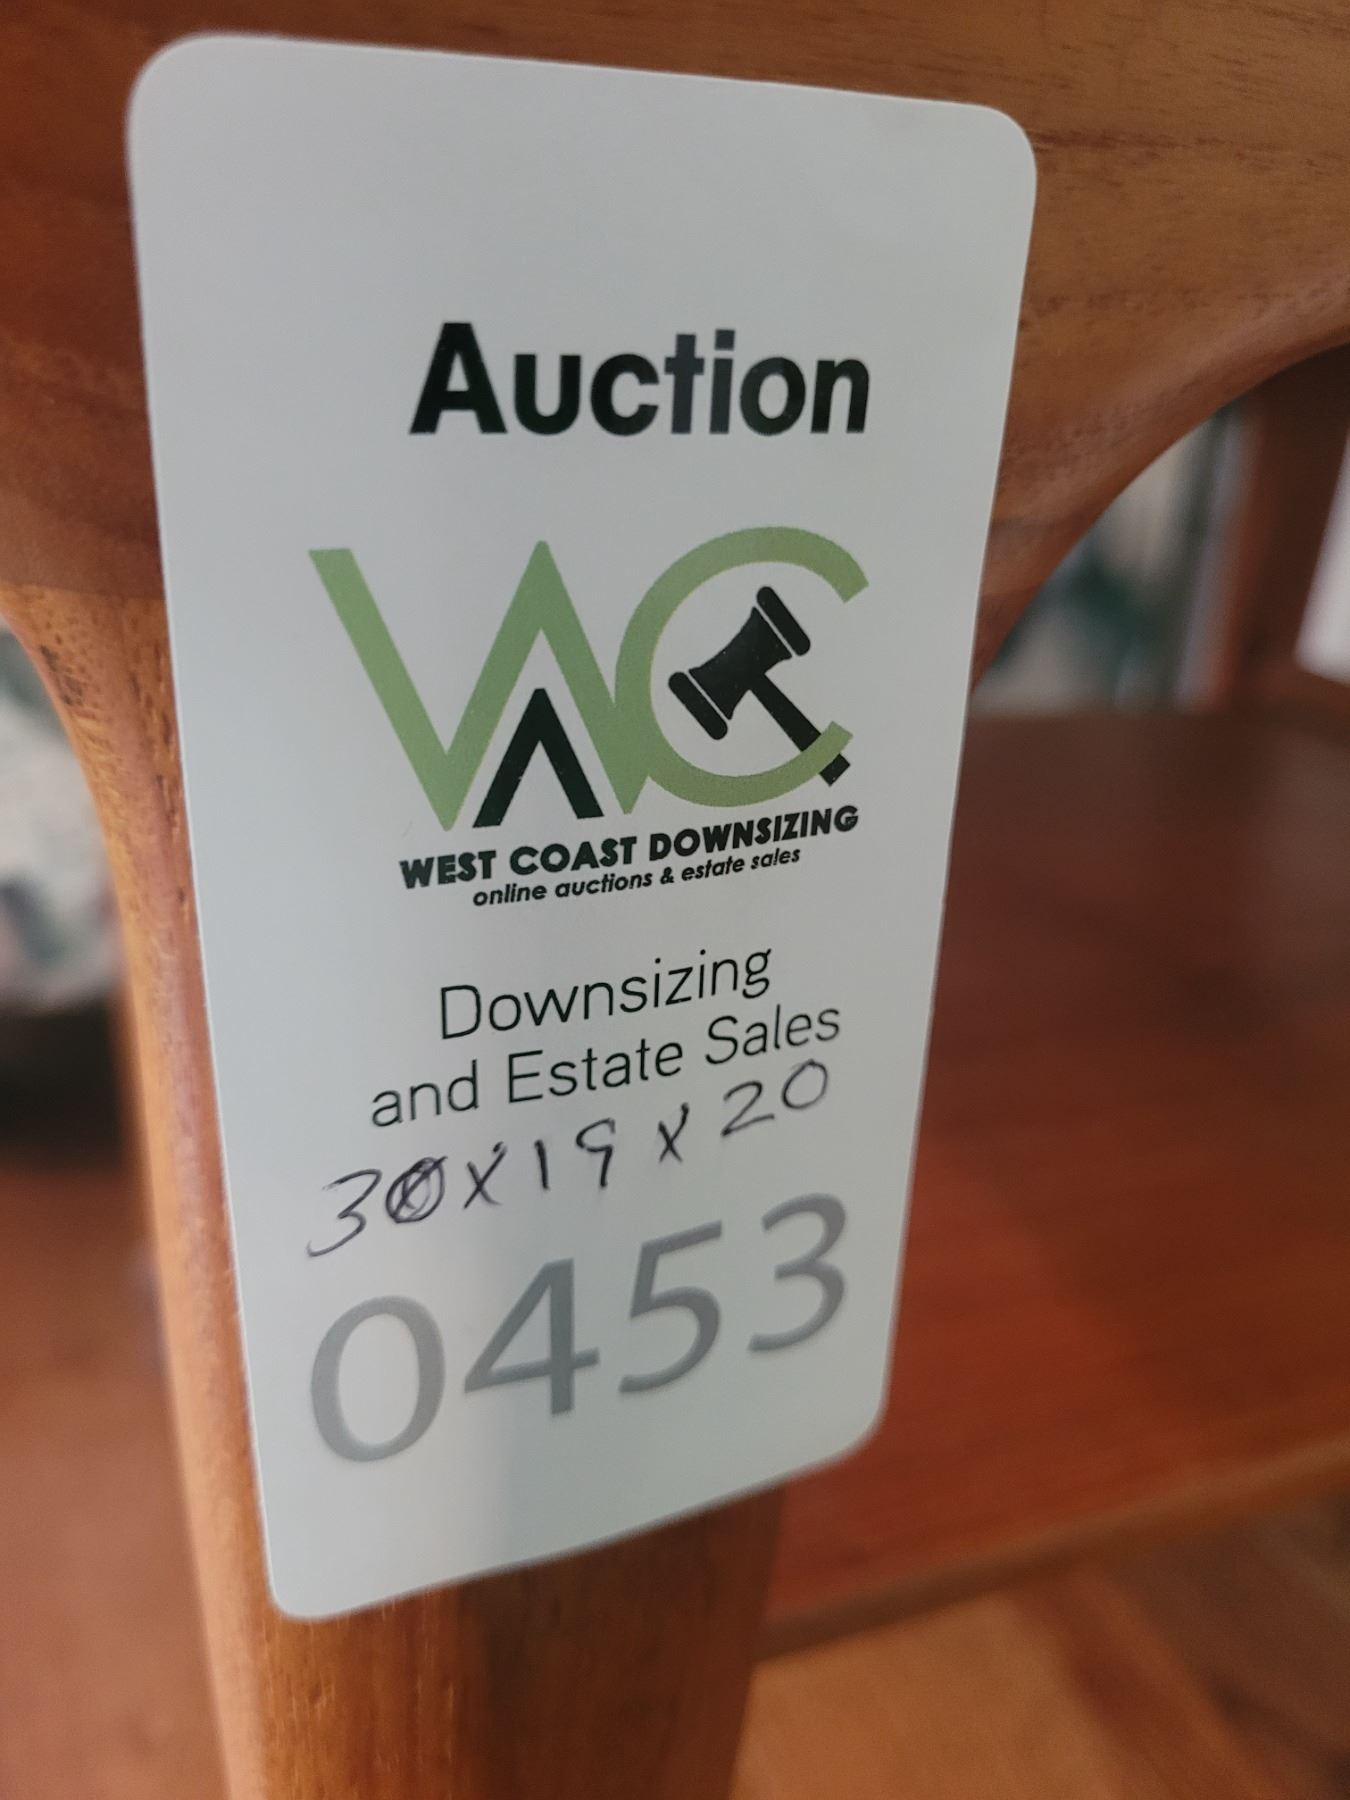 Auction
WC
WEST COAST DOWNSIZING
online auctions & estate sales
Downsizing
and Estate Sales
30x19x20
0453